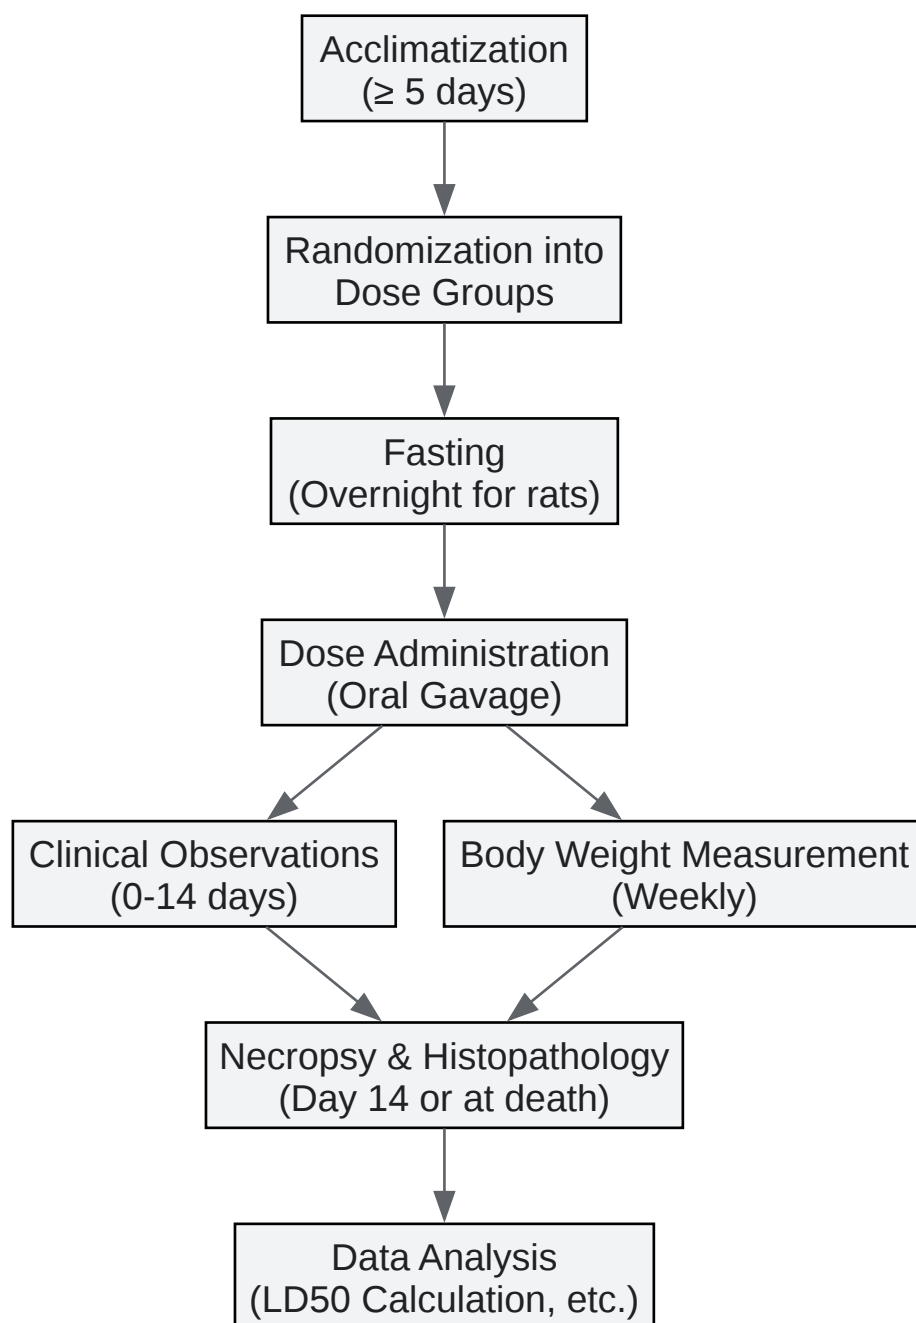 Acclimatization
(≥ 5 days)
Randomization into
Dose Groups
Fasting
(Overnight for rats)
Dose Administration
(Oral Gavage)
Clinical Observations
(0-14 days)
Body Weight Measurement
(Weekly)
Necropsy & Histopathology
(Day 14 or at death)
Data Analysis
(LD50 Calculation, etc.)